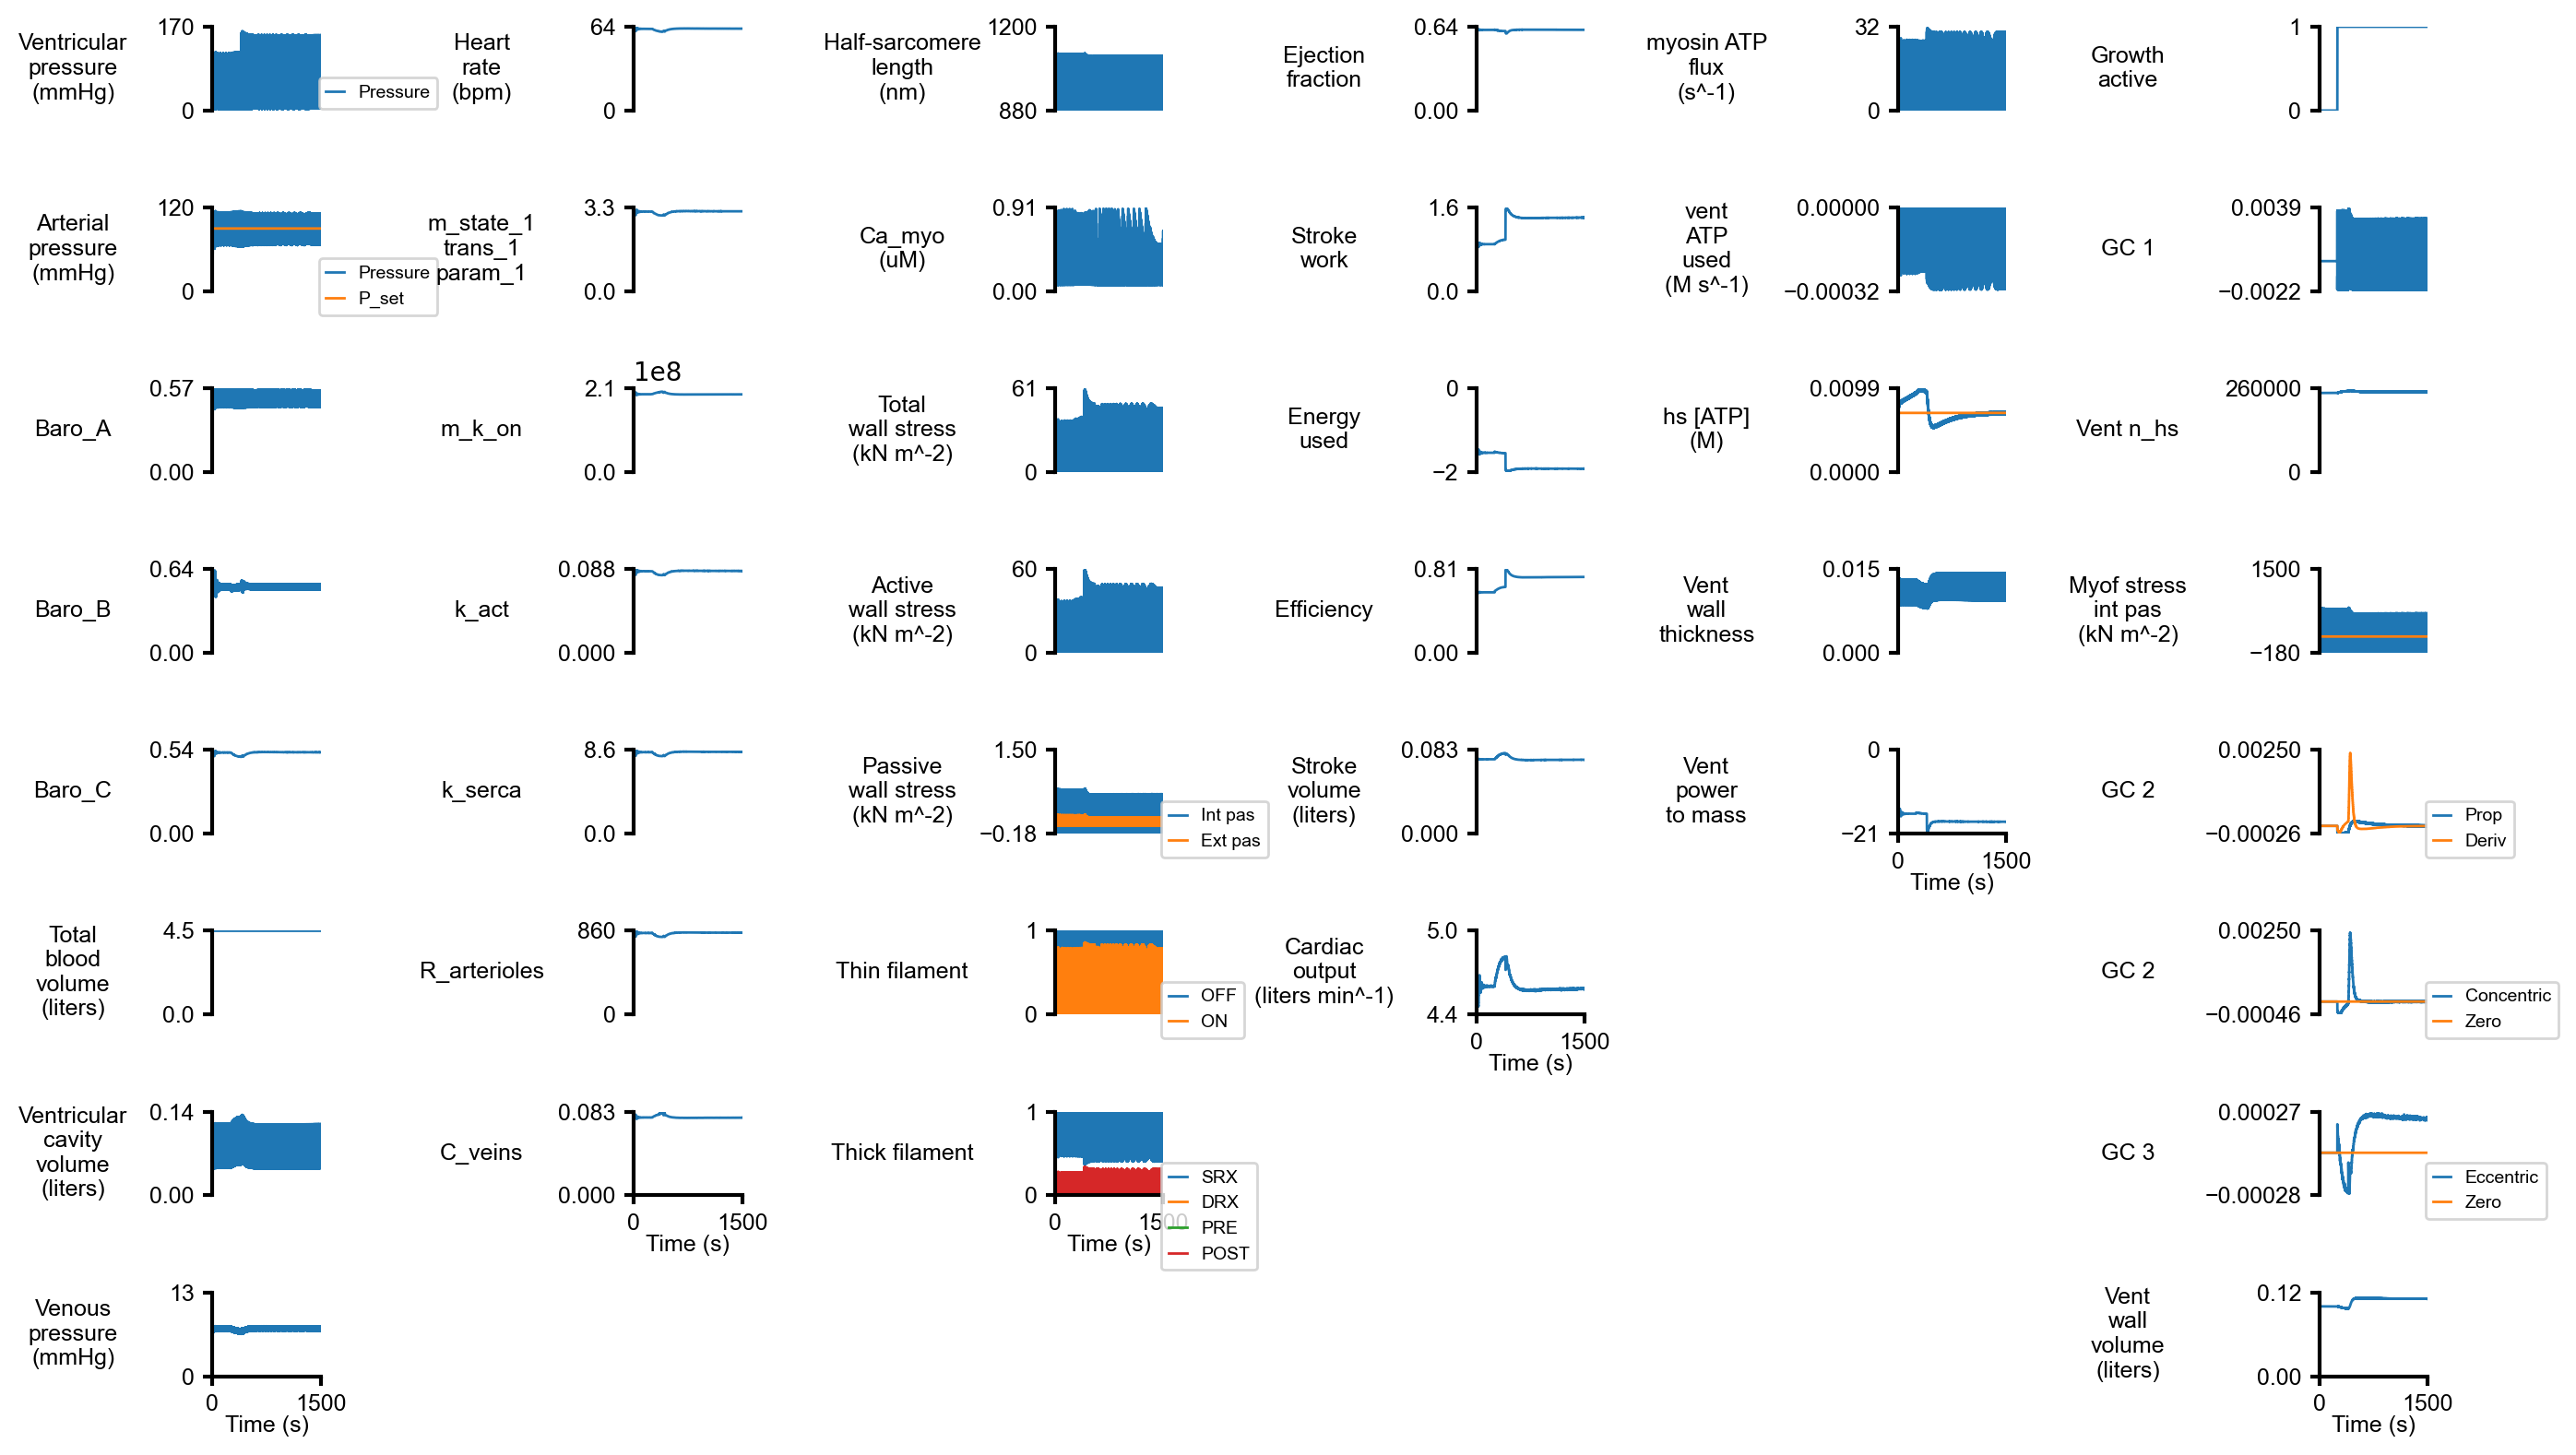 Ventricular
pressure
(mmHg)
170
0
Pressure
Heart
rate
(bpm)
64
0
Half-sarcomere
length
(nm)
1200
880
Ejection
fraction
0.64
0.00
myosin ATP
flux
(s^-1)
32
0
Growth
active
1
0
Arterial
pressure
(mmHg)
120
0
Pressure
P_set
m_state_1
trans_1
param_1
3.3
0.0
Ca_myo
(uM)
0.91
0.00
Stroke
work
1.6
0.0
vent
ATP
used
(M s^-1)
0.00000
−0.00032
GC 1
0.0039
−0.0022
Baro_A
0.57
0.00
m_k_on
1e8
2.1
0.0
Total
wall stress
(kN m^-2)
61
0
Energy
used
0
−2
hs [ATP]
(M)
0.0099
0.0000
Vent n_hs
260000
0
Baro_B
0.64
0.00
k_act
0.088
0.000
Active
wall stress
(kN m^-2)
60
0
Efficiency
0.81
0.00
Vent
wall
thickness
0.015
0.000
Myof stress
int pas
(kN m^-2)
1500
−180
Baro_C
0.54
0.00
k_serca
8.6
0.0
Passive
wall stress
(kN m^-2)
1.50
−0.18
Int pas
Ext pas
Stroke
volume
(liters)
0.083
0.000
Vent
power
to mass
0
−21
0
1500
Time (s)
GC 2
0.00250
−0.00026
Prop
Deriv
Total
blood
volume
(liters)
4.5
0.0
R_arterioles
860
0
Thin filament
1
0
OFF
ON
Cardiac
output
(liters min^-1)
5.0
4.4
0
1500
Time (s)
GC 2
0.00250
−0.00046
Concentric
Zero
Ventricular
cavity
volume
(liters)
0.14
0.00
C_veins
0.083
0.000
0
1500
Time (s)
Thick filament
1
0
0
1500
Time (s)
SRX
DRX
PRE
POST
GC 3
0.00027
−0.00028
Eccentric
Zero
Venous
pressure
(mmHg)
13
0
0
1500
Time (s)
Vent
wall
volume
(liters)
0.12
0.00
0
1500
Time (s)